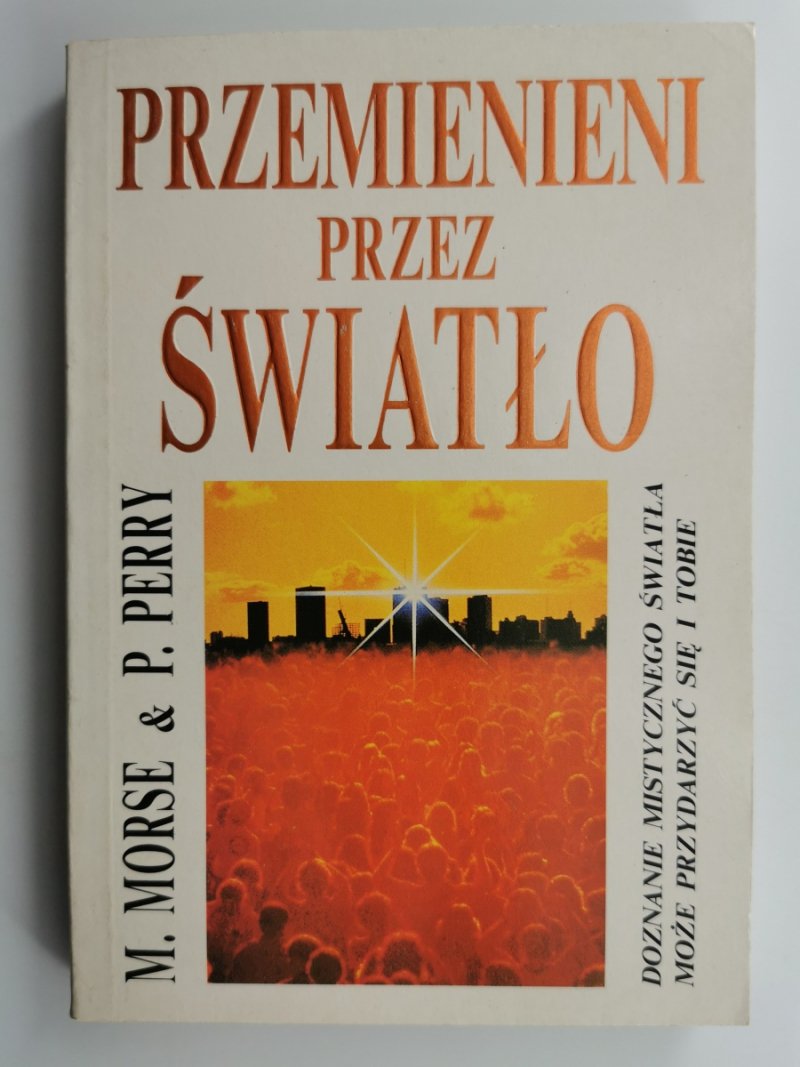 PRZEMIENIENI
PRZEZ
ŚWIATŁO
M. MORSE & P. PERRY
DOZNANIE MISTYCZNEGO ŚWIATŁA
MOŻE PRZYDARZYĆ SIĘ I TOBIE